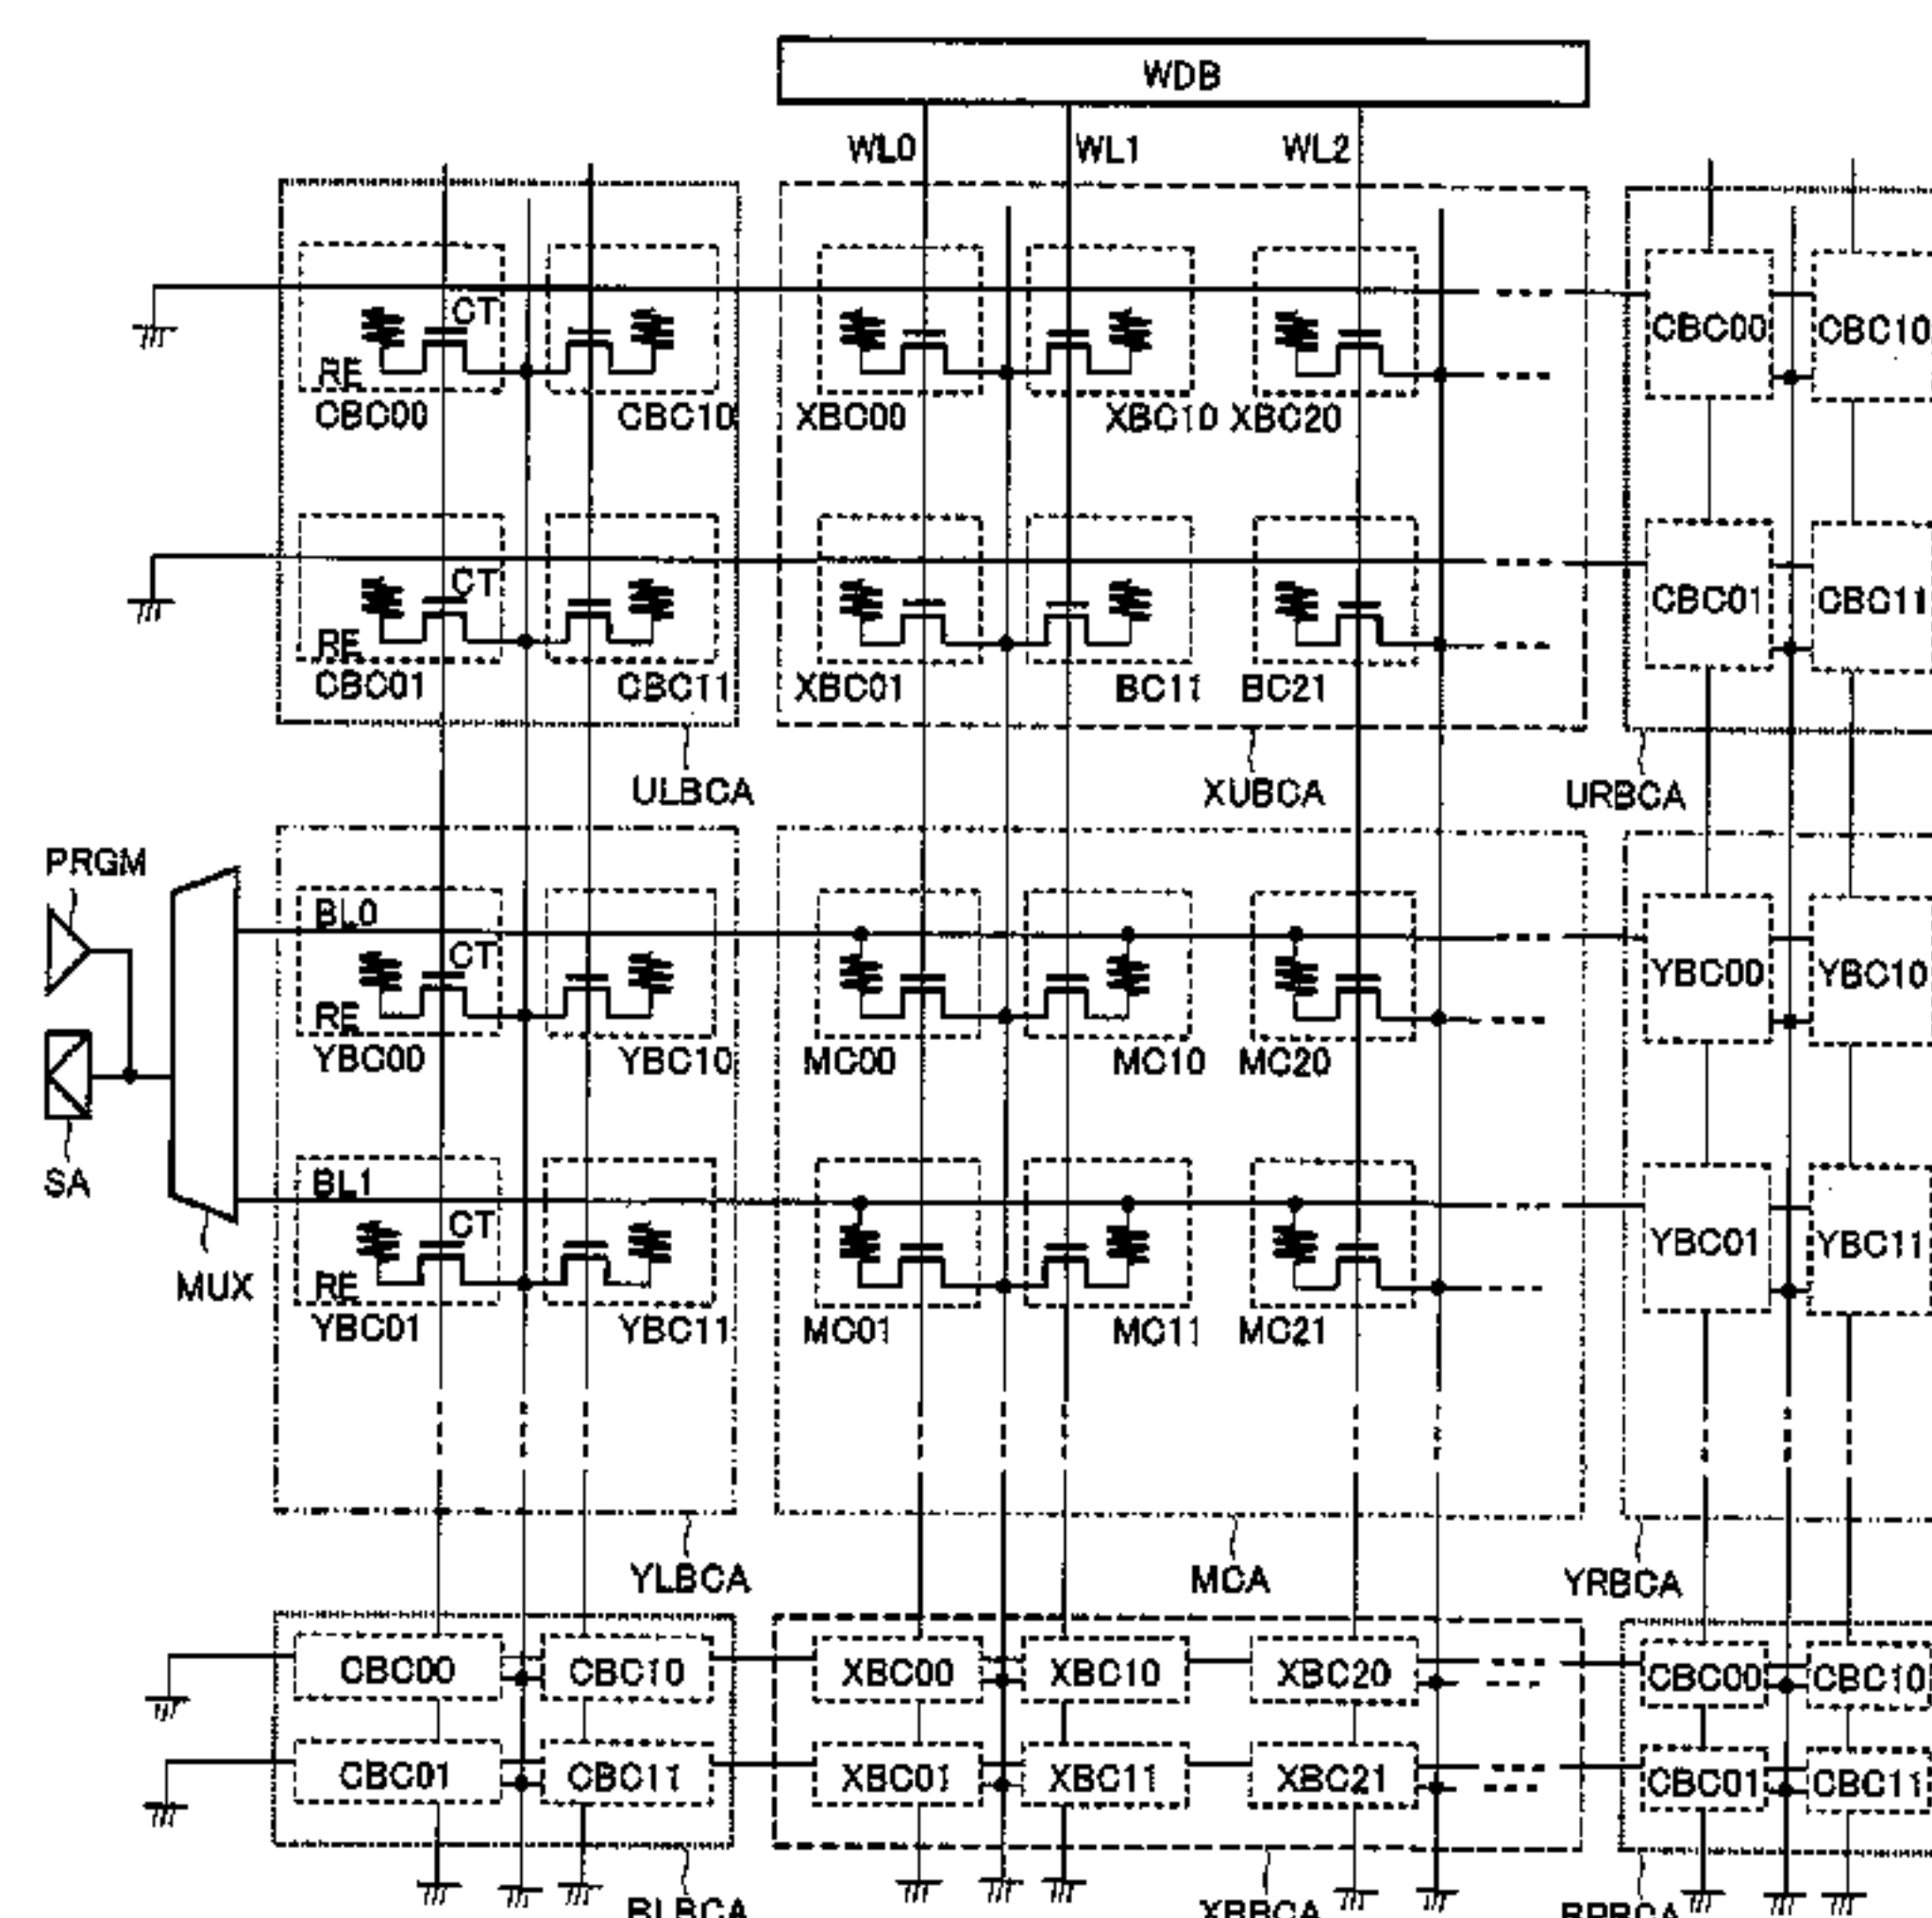 WDB
WL0 WL1 WL2
CT CT
RE
CBC00 CBC10 XBC00 XBC10 XBC20 CBC00 CBC10
CT
RE
CBC01 CBC11 XBC01 BC11 BC21 CBC01 CBC11
ULBCA XUBCA URBCA
PRGM
BL0
CT
RE
YBC00 YBC10 MC00 MC10 MC20 YBC00 YBC10
SA
BL1
CT
MUX
RE
YBC01 YBC11 MC01 MC11 MC21 YBC01 YBC11
YLBCA MCA YRBCA
CBC00 CBC10 XBC00 XBC10 XBC20 CBC00 CBC10
CBC01 CBC11 XBC01 XBC11 XBC21 CBC01 CBC11
BLBCA XBBCA